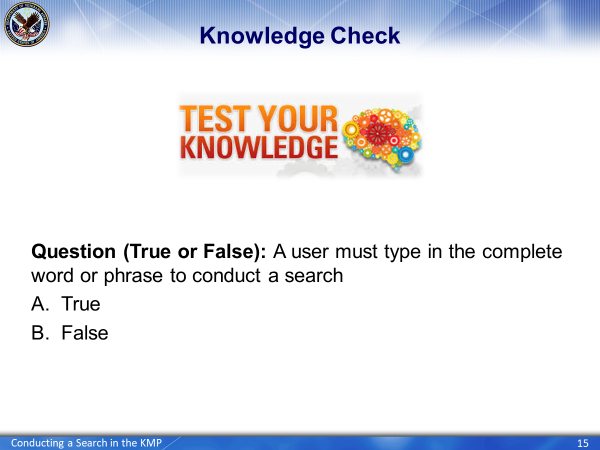 Knowledge Check
TEST YOUR
KNOWLEDGE
Question (True or False): A user must type in the complete
word or phrase to conduct a search
A. True
B. False
Conducting a Search in the KMP
15